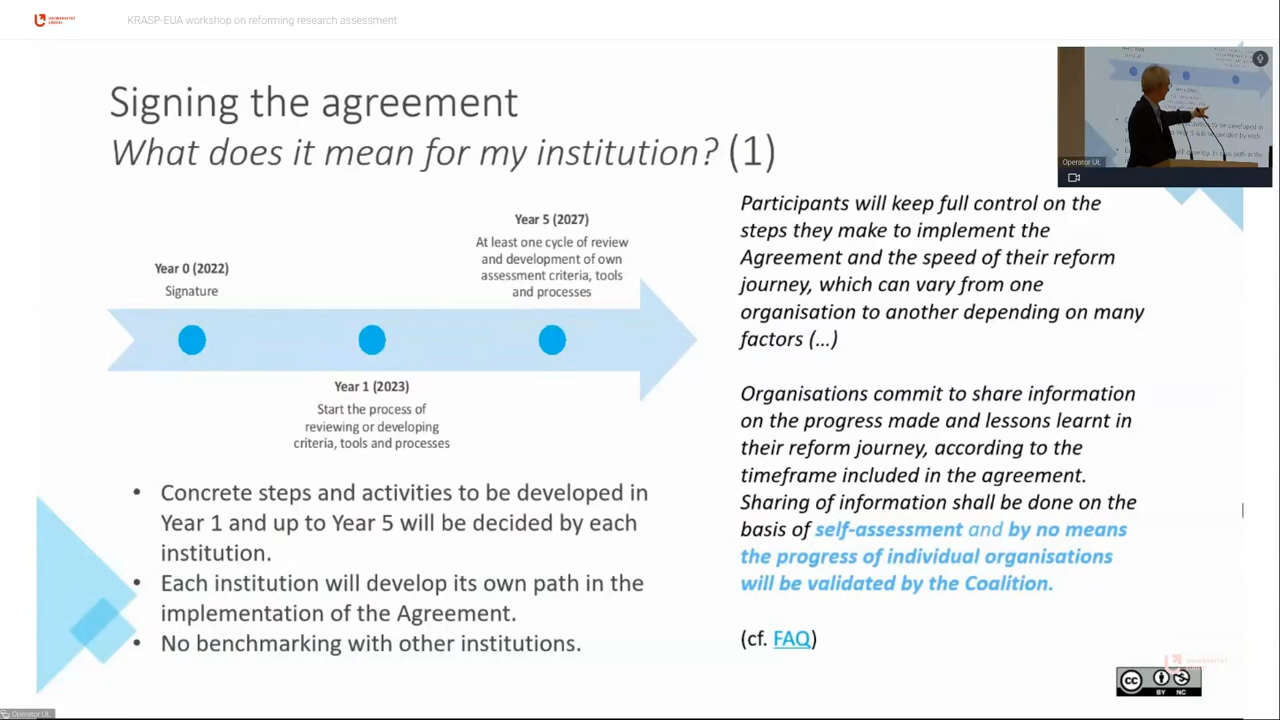 KRASP-EUA workshop on reforming research assessment
Signing the agreement
What does it mean for my institution? (1)
Year 0 (2022)
Signature
Year 1 (2023)
Start the process of
reviewing or developing
criteria, tools and processes
Year 5 (2027)
At least one cycle of review
and development of own
assessment criteria, tools
and processes
• Concrete steps and activities to be developed in
Year 1 and up to Year 5 will be decided by each
institution.
• Each institution will develop its own path in the
implementation of the Agreement.
• No benchmarking with other institutions.
Participants will keep full control on the
steps they make to implement the
Agreement and the speed of their reform
journey, which can vary from one
organisation to another depending on many
factors (...)
Organisations commit to share information
on the progress made and lessons learnt in
their reform journey, according to the
timeframe included in the agreement.
Sharing of information shall be done on the
basis of self-assessment and by no means
the progress of individual organisations
will be validated by the Coalition.
(cf. FAQ)
Operator UŁ
cc
BY NC
Operator UŁ